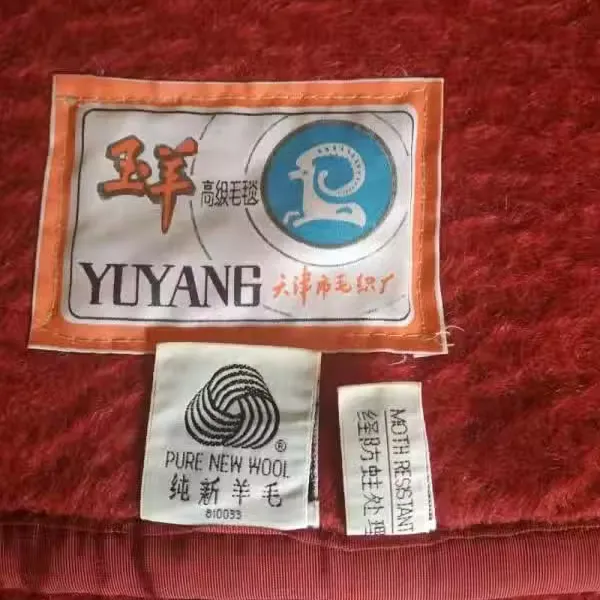 玉羊
高级毛毯
YUYANG
天津市毛织厂
®
PURE NEW WOOL
纯新羊毛
810033
MOTH RESISTANT
经防蛀处理